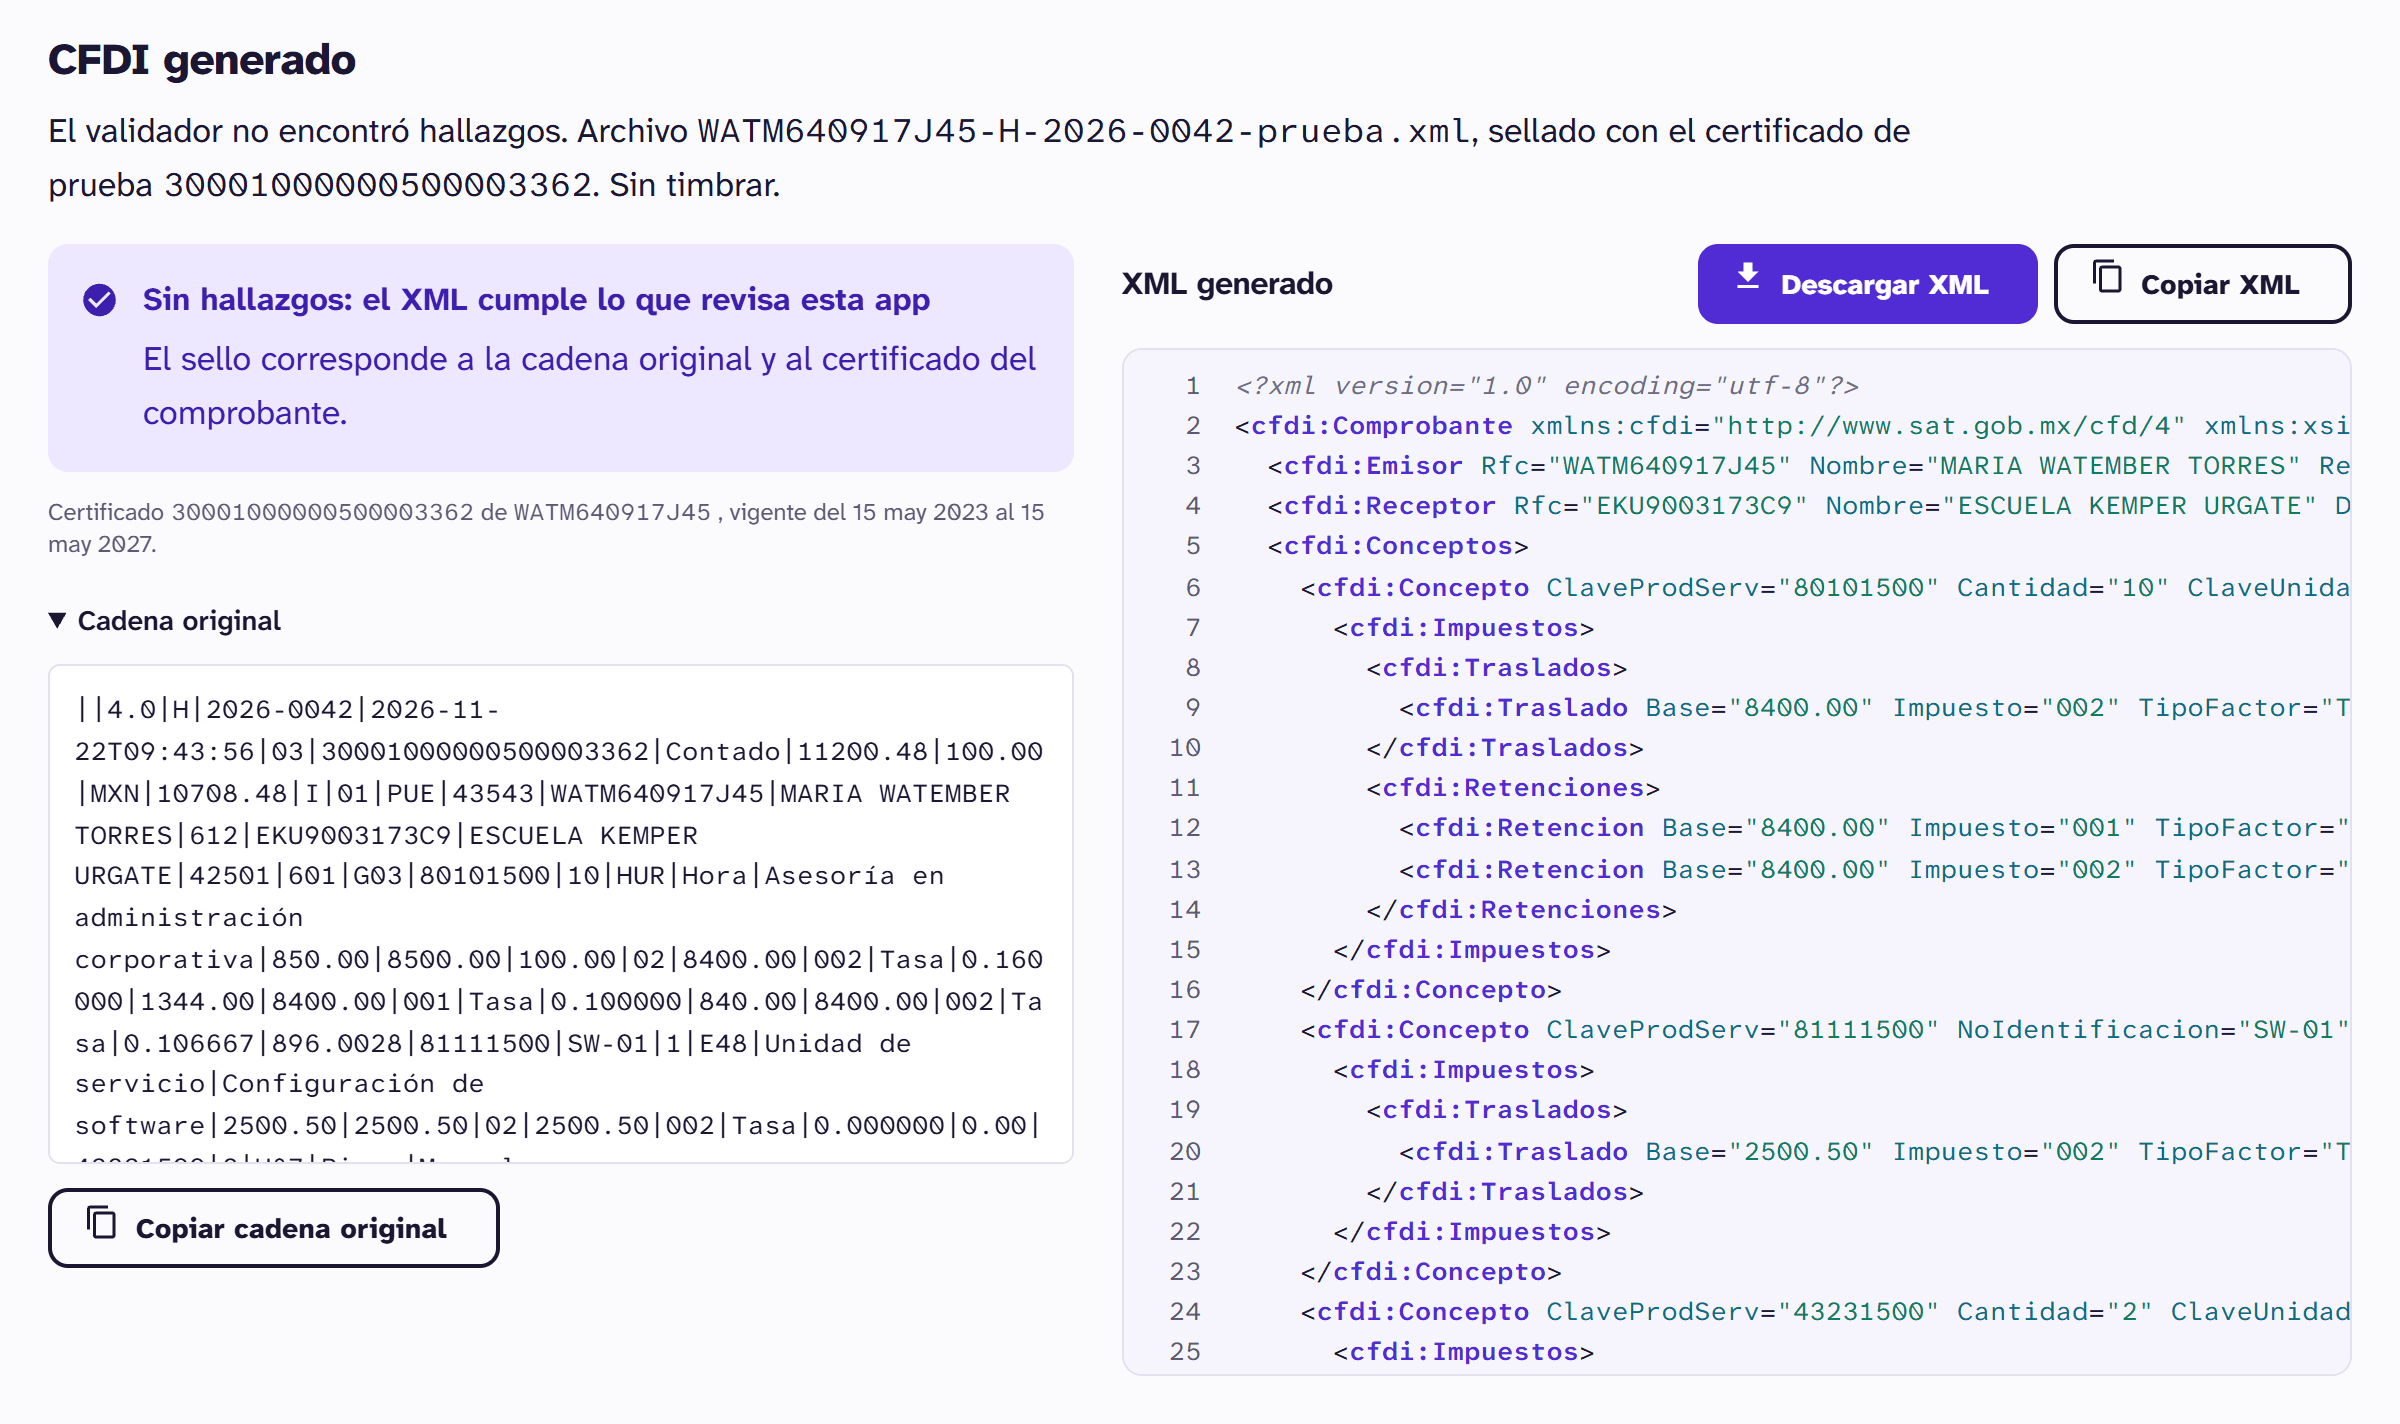 CFDI generado
El validador no encontró hallazgos. Archivo WATM640917J45-H-2026-0042-prueba.xml, sellado con el certificado de
prueba 30001000000500003362. Sin timbrar.
Sin hallazgos: el XML cumple lo que revisa esta app
El sello corresponde a la cadena original y al certificado del
comprobante.
Certificado 30001000000500003362 de WATM640917J45 , vigente del 15 may 2023 al 15
may 2027.
▼ Cadena original
||4.0|H|2026-0042|2026-11-
22T09:43:56|03|30001000000500003362|Contado|11200.48|100.00
|MXN|10708.48|I|01|PUE|43543|WATM640917J45|MARIA WATEMBER
TORRES|612|EKU9003173C9|ESCUELA KEMPER
URGATE|42501|601|G03|80101500|10|HUR|Hora|Asesoría en
administración
corporativa|850.00|8500.00|100.00|02|8400.00|002|Tasa|0.160
000|1344.00|8400.00|001|Tasa|0.100000|840.00|8400.00|002|Ta
sa|0.106667|896.0028|81111500|SW-01|1|E48|Unidad de
servicio|Configuración de
software|2500.50|2500.50|02|2500.50|002|Tasa|0.000000|0.00|
Copiar cadena original
XML generado
Descargar XML
Copiar XML
1 <?xml version="1.0" encoding="utf-8"?>
2 <cfdi:Comprobante xmlns:cfdi="http://www.sat.gob.mx/cfd/4" xmlns:xsi
3 <cfdi:Emisor Rfc="WATM640917J45" Nombre="MARIA WATEMBER TORRES" Re
4 <cfdi:Receptor Rfc="EKU9003173C9" Nombre="ESCUELA KEMPER URGATE" D
5 <cfdi:Conceptos>
6 <cfdi:Concepto ClaveProdServ="80101500" Cantidad="10" ClaveUnida
7 <cfdi:Impuestos>
8 <cfdi:Traslados>
9 <cfdi:Traslado Base="8400.00" Impuesto="002" TipoFactor="T
10 </cfdi:Traslados>
11 <cfdi:Retenciones>
12 <cfdi:Retencion Base="8400.00" Impuesto="001" TipoFactor="
13 <cfdi:Retencion Base="8400.00" Impuesto="002" TipoFactor="
14 </cfdi:Retenciones>
15 </cfdi:Impuestos>
16 </cfdi:Concepto>
17 <cfdi:Concepto ClaveProdServ="81111500" NoIdentificacion="SW-01"
18 <cfdi:Impuestos>
19 <cfdi:Traslados>
20 <cfdi:Traslado Base="2500.50" Impuesto="002" TipoFactor="T
21 </cfdi:Traslados>
22 </cfdi:Impuestos>
23 </cfdi:Concepto>
24 <cfdi:Concepto ClaveProdServ="43231500" Cantidad="2" ClaveUnidad
25 <cfdi:Impuestos>